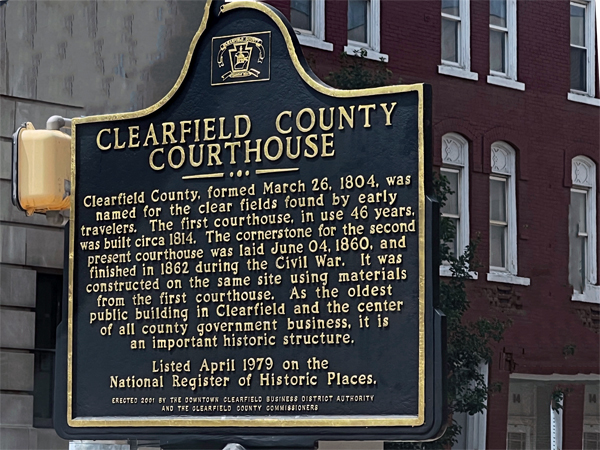 CLEARFIELD COUNTY
COURTHOUSE
Clearfield County, formed March 26, 1804, was
named for the clear fields found by early
travelers. The first courthouse, in use 46 years,
was built circa 1814. The cornerstone for the second
present courthouse was laid June 04, 1860, and
finished in 1862 during the Civil War. It was
constructed on the same site using materials
from the first courthouse. As the oldest
public building in Clearfield and the center
of all county government business, it is
an important historic structure.
Listed April 1979 on the
National Register of Historic Places.
ERECTED 2001 BY THE DOWNTOWN CLEARFIELD BUSINESS DISTRICT AUTHORITY
AND THE CLEARFIELD COUNTY COMMISSIONERS